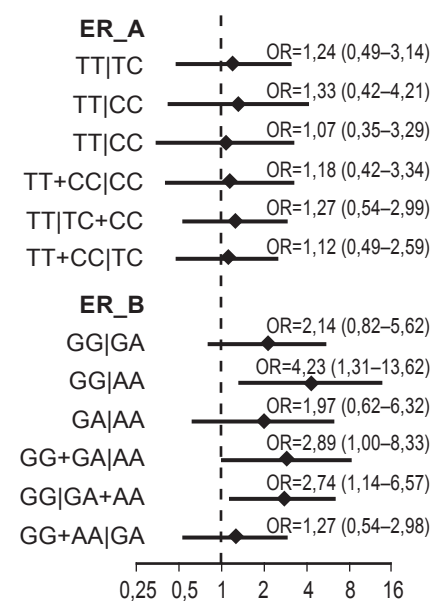 ER_A
TT|TC OR=1,24 (0,49–3,14)
TT|CC OR=1,33 (0,42–4,21)
TT|CC OR=1,07 (0,35–3,29)
TT+CC|CC OR=1,18 (0,42–3,34)
TT|TC+CC OR=1,27 (0,54–2,99)
TT+CC|TC OR=1,12 (0,49–2,59)
ER_B
GG|GA OR=2,14 (0,82–5,62)
GG|AA OR=4,23 (1,31–13,62)
GA|AA OR=1,97 (0,62–6,32)
GG+GA|AA OR=2,89 (1,00–8,33)
GG|GA+AA OR=2,74 (1,14–6,57)
GG+AA|GA OR=1,27 (0,54–2,98)
0,25 0,5 1 2 4 8 16